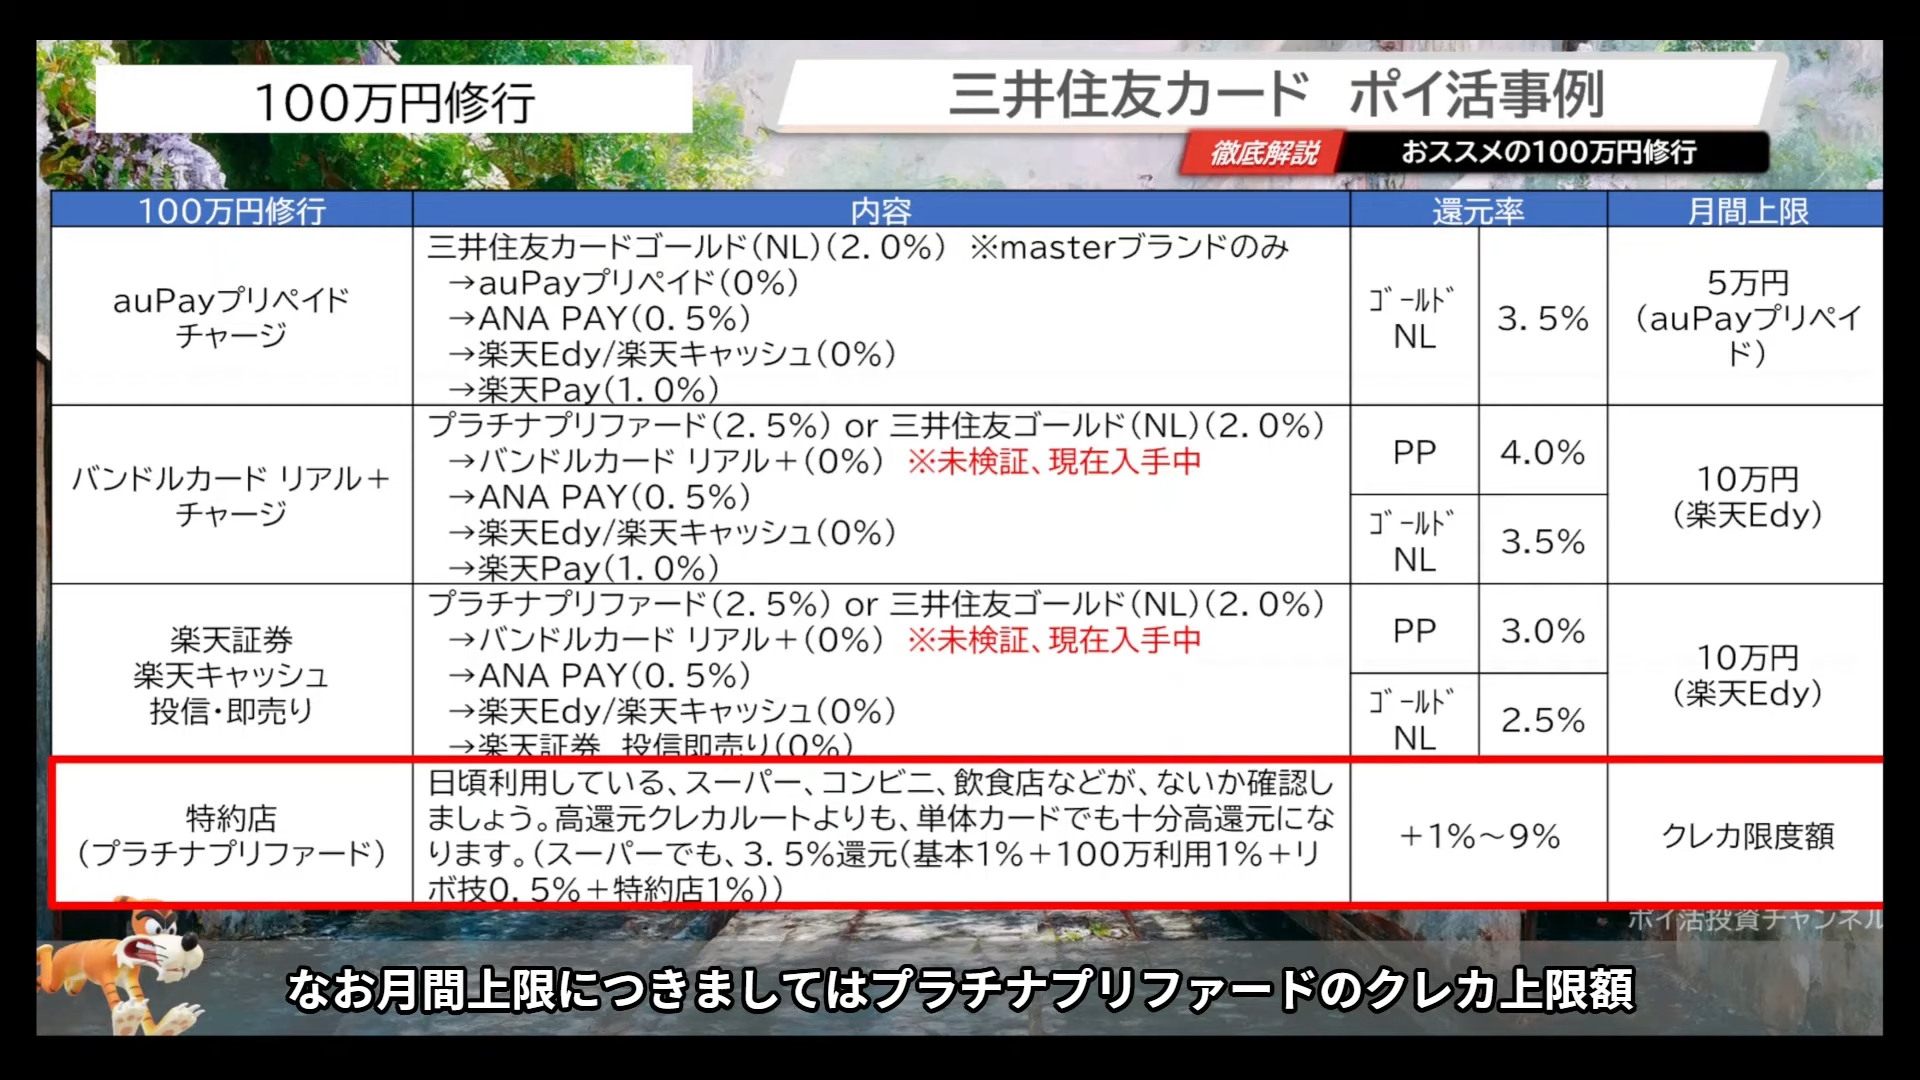 100万円修行
三井住友カード ポイ活事例
徹底解説 おススメの100万円修行
100万円修行 内容 還元率 月間上限
auPayプリペイド
チャージ
三井住友カードゴールド(NL)(2.0%) ※masterブランドのみ
→auPayプリペイド(0%)
→ANA PAY(0.5%)
→楽天Edy/楽天キャッシュ(0%)
→楽天Pay(1.0%)
ｺﾞｰﾙﾄﾞ
NL
3.5%
5万円
(auPayプリペイ
ド)
バンドルカード リアル＋
チャージ
プラチナプリファード(2.5%) or 三井住友ゴールド(NL)(2.0%)
→バンドルカード リアル＋(0%) ※未検証、現在入手中
→ANA PAY(0.5%)
→楽天Edy/楽天キャッシュ(0%)
→楽天Pay(1.0%)
PP 4.0%
ｺﾞｰﾙﾄﾞ
NL
3.5%
10万円
(楽天Edy)
楽天証券
楽天キャッシュ
投信・即売り
プラチナプリファード(2.5%) or 三井住友ゴールド(NL)(2.0%)
→バンドルカード リアル＋(0%) ※未検証、現在入手中
→ANA PAY(0.5%)
→楽天Edy/楽天キャッシュ(0%)
→楽天証券 投信即売り(0%)
PP 3.0%
ｺﾞｰﾙﾄﾞ
NL
2.5%
10万円
(楽天Edy)
特約店
(プラチナプリファード)
日頃利用している、スーパー、コンビニ、飲食店などが、ないか確認し
ましょう。高還元クレカルートよりも、単体カードでも十分高還元にな
ります。(スーパーでも、3.5%還元(基本1%＋100万利用1%＋リ
ボ技0.5%＋特約店1%))
＋1%～9%
クレカ限度額
ポイ活投資チャンネル
なお月間上限につきましてはプラチナプリファードのクレカ上限額